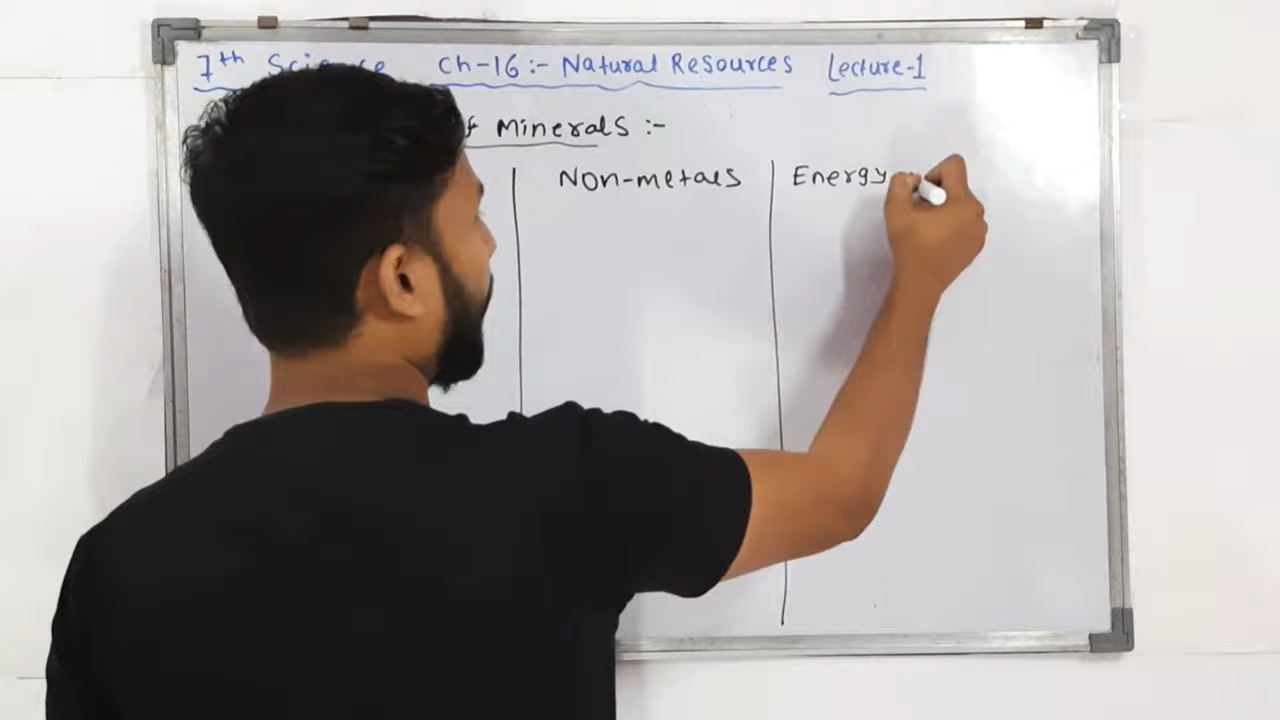 7th Science Ch-16:- Natural Resources Lecture-1
Minerals :-
Non-metals Energy